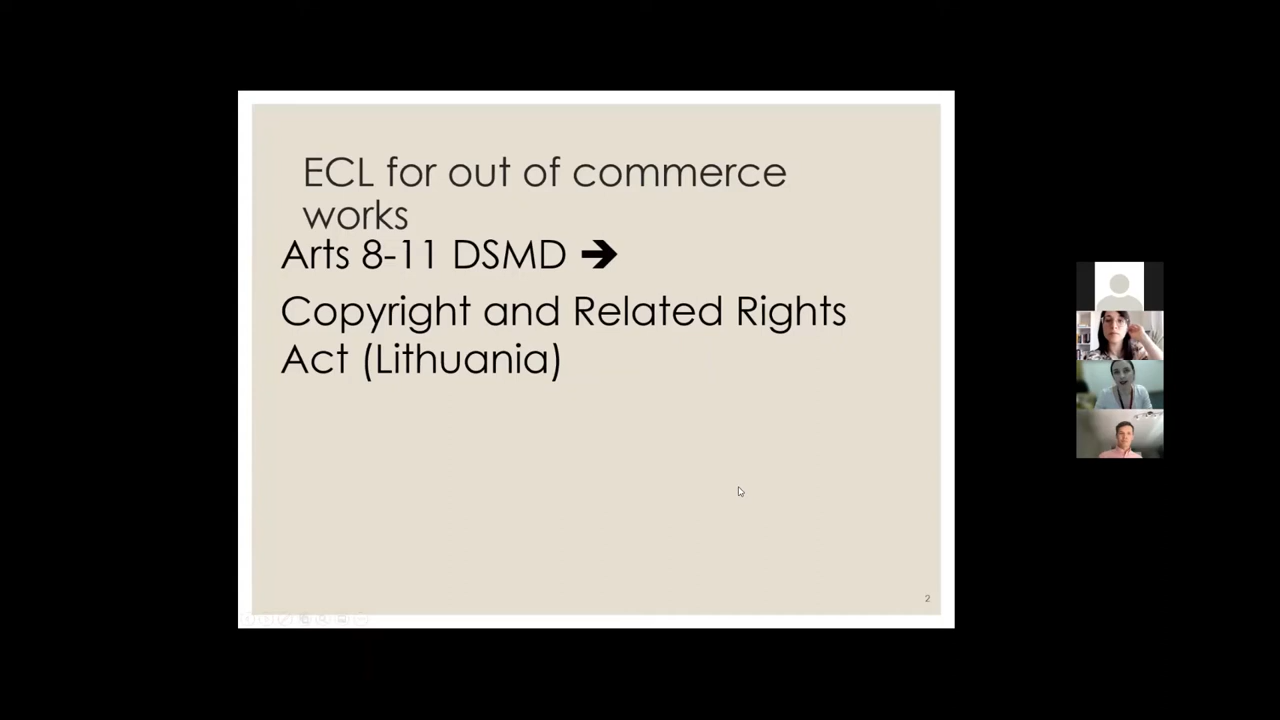 ECL for out of commerce
works
Arts 8-11 DSMD ➔
Copyright and Related Rights
Act (Lithuania)
2